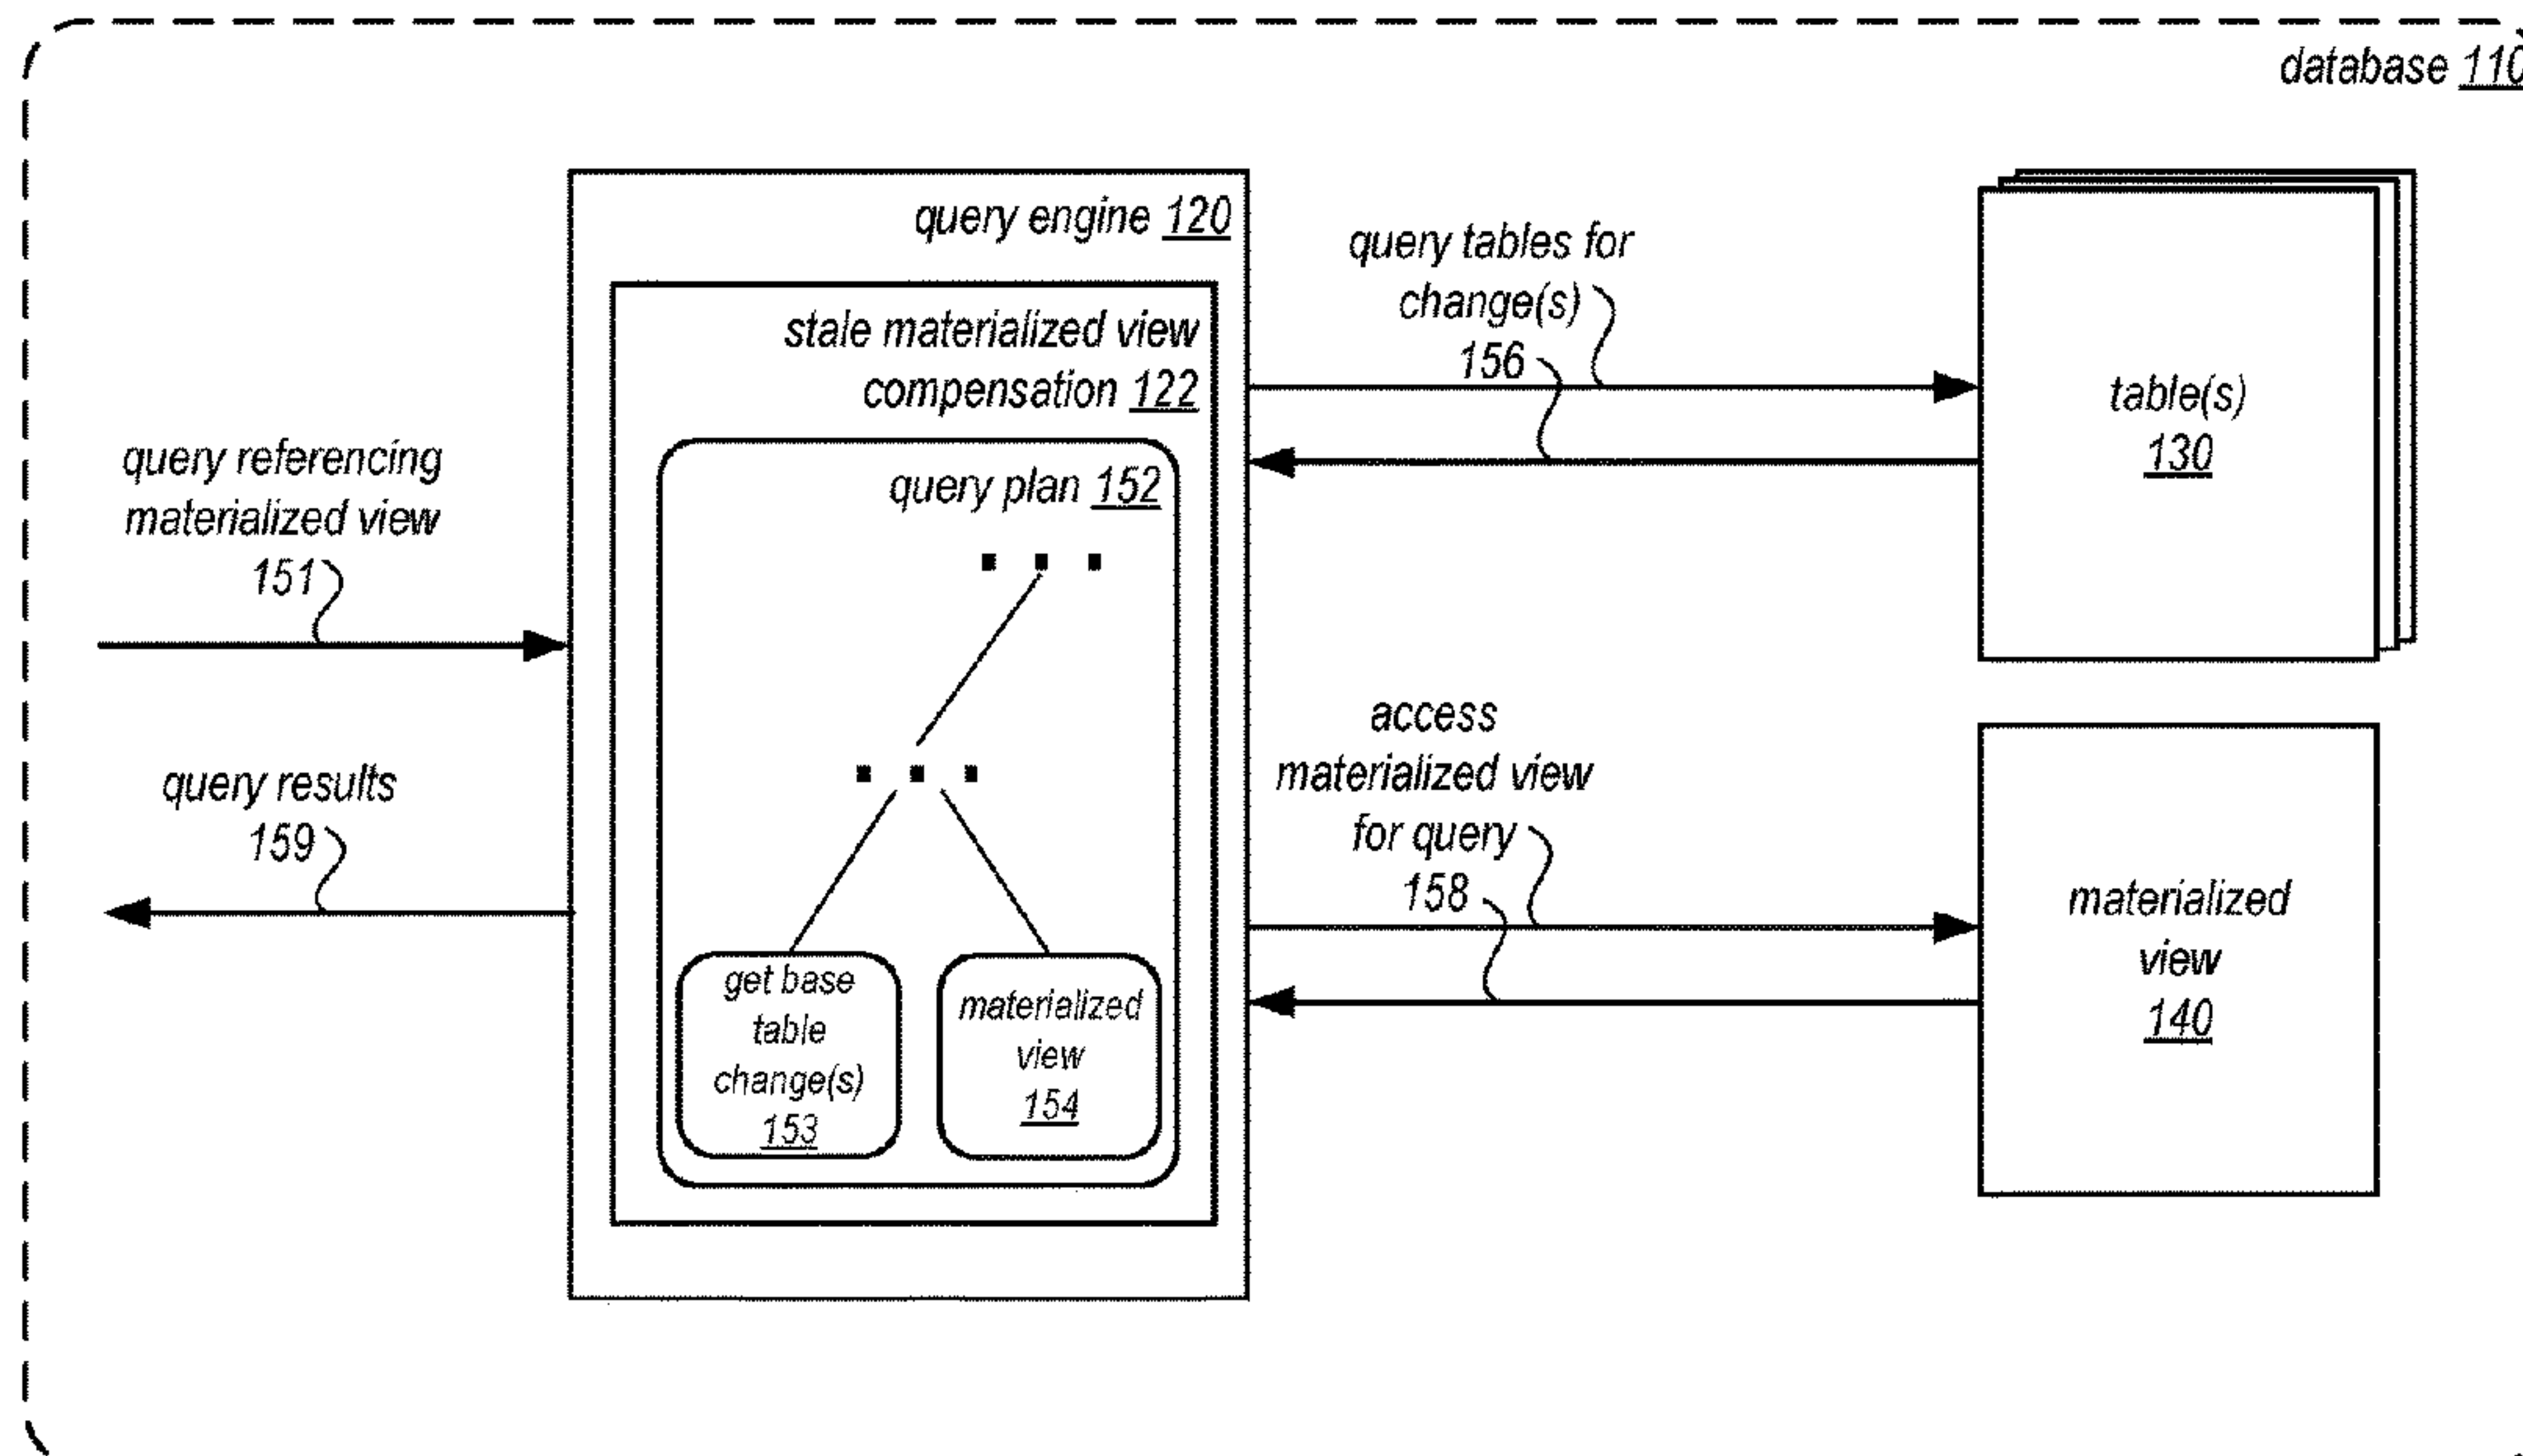 database 110
query engine 120
stale materialized view
compensation 122
query plan 152
get base
table
change(s)
153
materialized
view
154
query referencing
materialized view
151
query results
159
query tables for
change(s)
156
table(s)
130
access
materialized view
for query
158
materialized
view
140